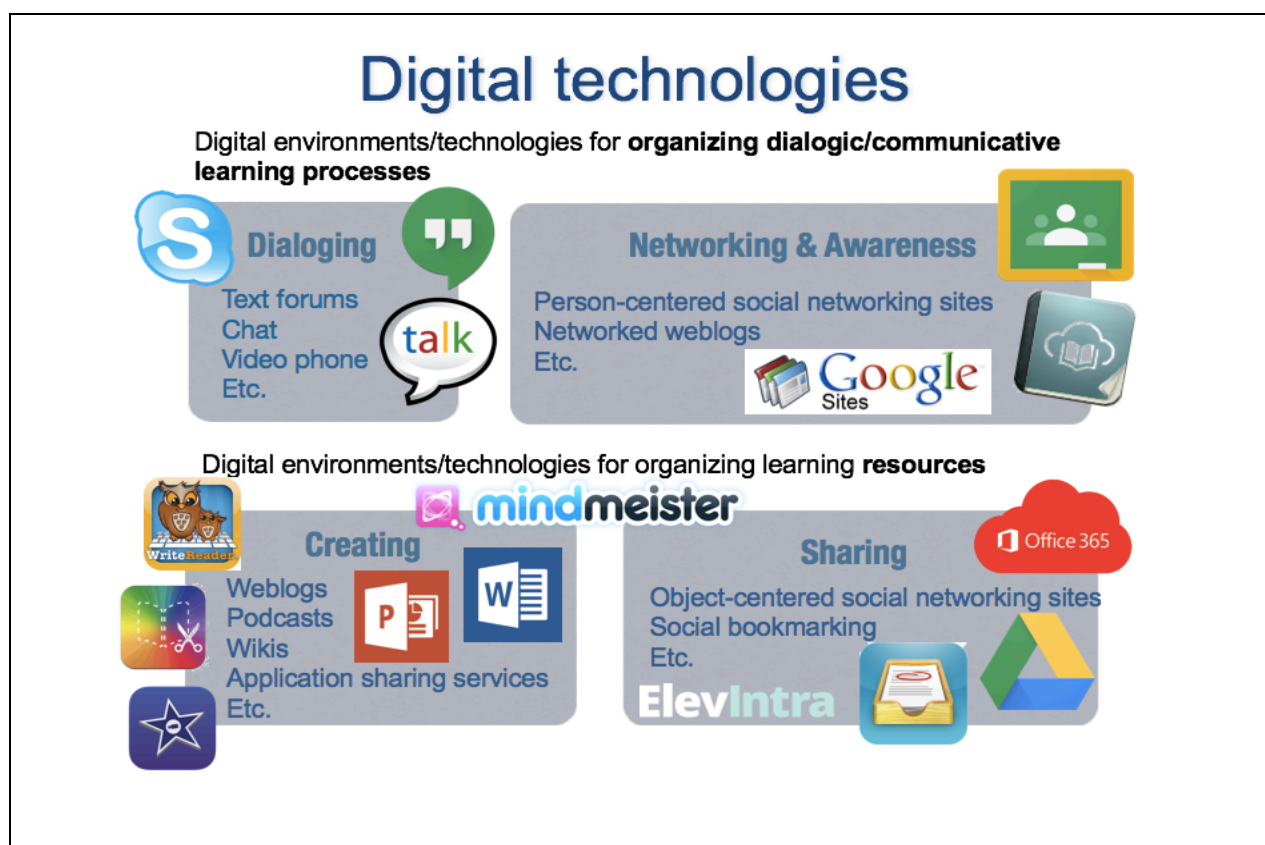 Digital technologies
Digital environments/technologies for organizing dialogic/communicative
learning processes
S
Dialoging
Text forums
Chat
Video phone
Etc.
talk
Networking & Awareness
Person-centered social networking sites
Networked weblogs
Etc.
Google
Sites
Digital environments/technologies for organizing learning resources
mindmeister
WriteReader
Creating
Weblogs
Podcasts
Wikis
Application sharing services
Etc.
P
W
Sharing
Office 365
Object-centered social networking sites
Social bookmarking
Etc.
ElevIntra